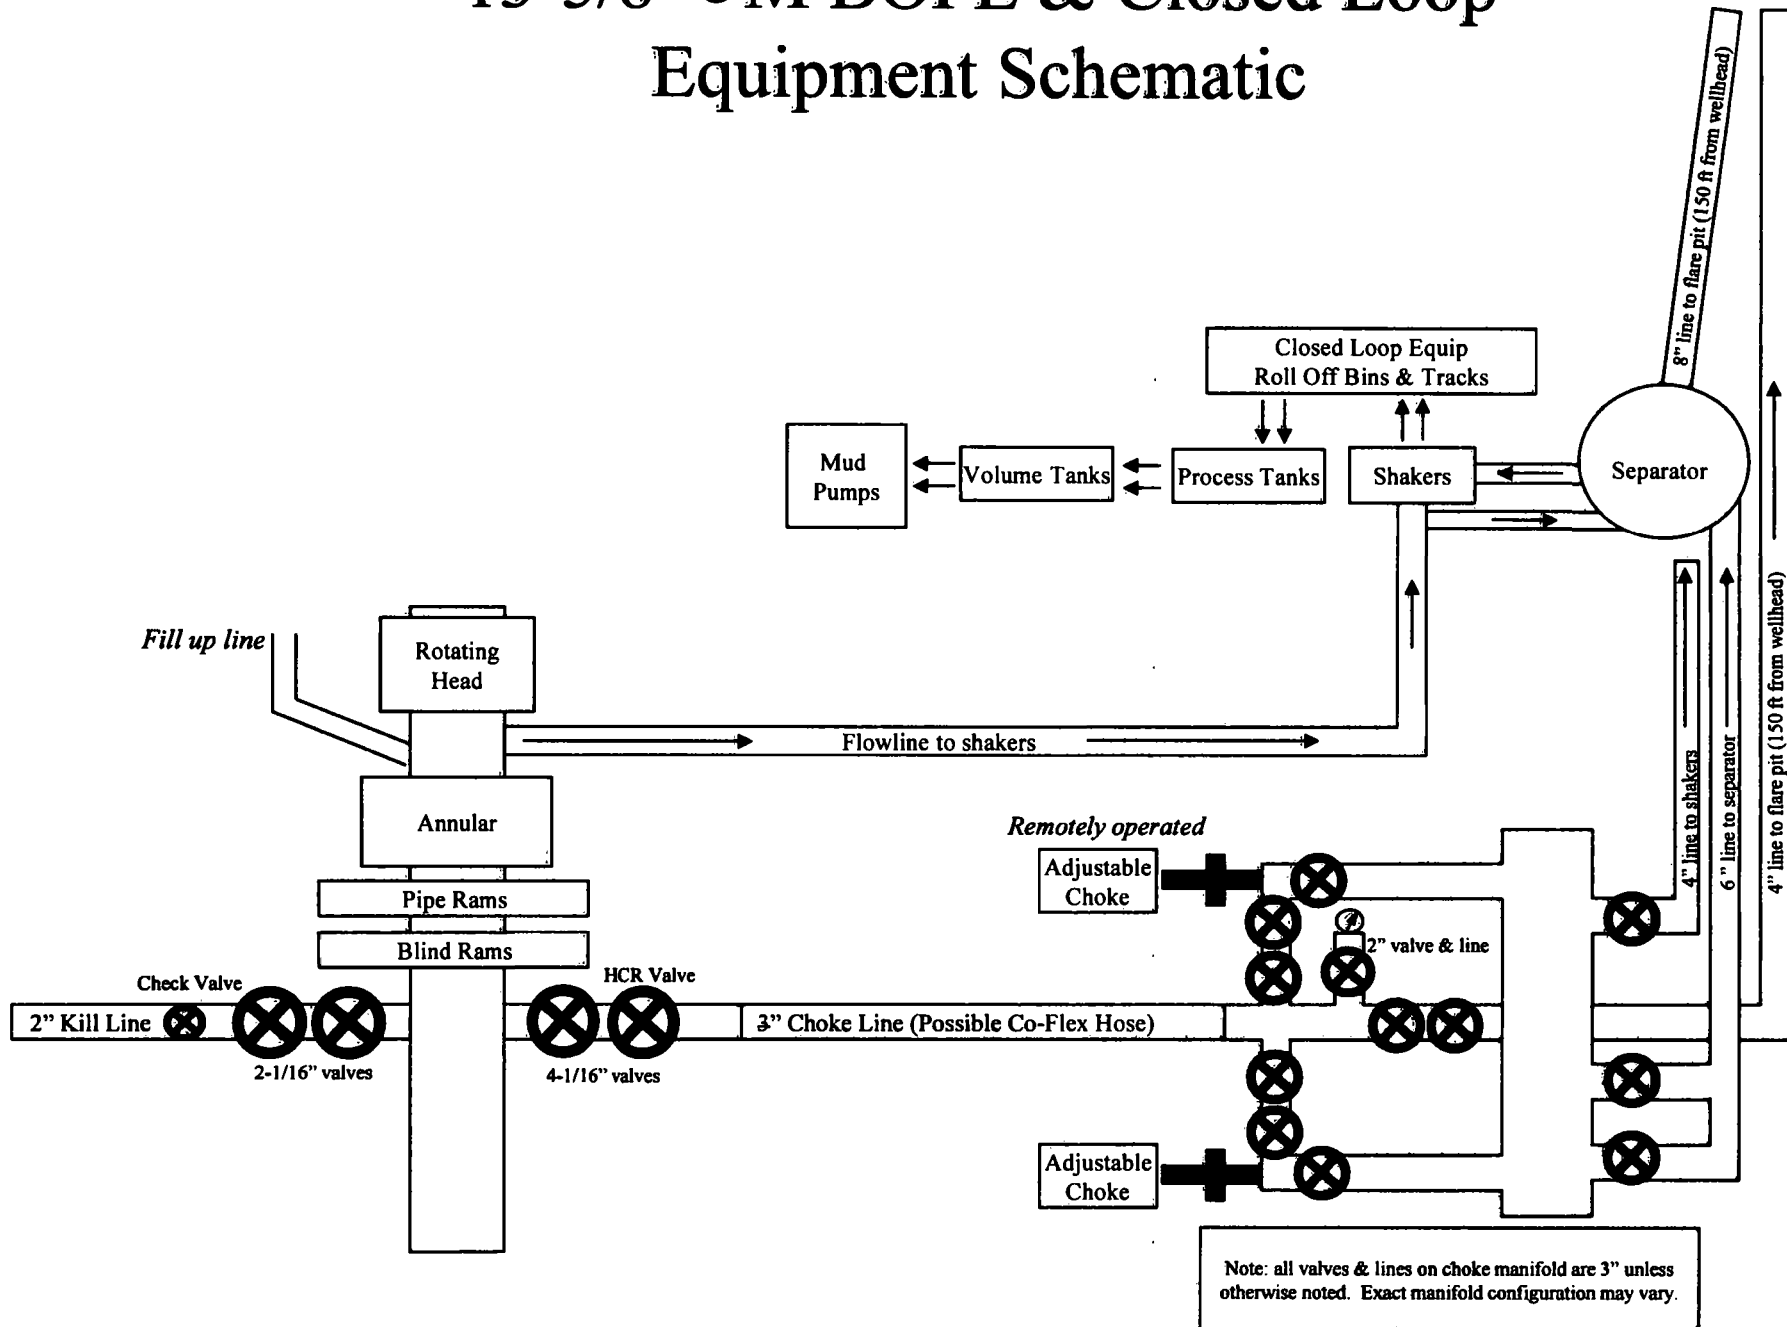 & Closed Loop
Equipment Schematic
8” line to flare pit (150 ft from wellhead)
Closed Loop Equip
Roll Off Bins & Tracks
Mud
Pumps
Volume Tanks
Process Tanks
Shakers
Separator
Fill up line
Rotating
Head
Flowline to shakers
Annular
Pipe Rams
Blind Rams
Remotely operated
Adjustable
Choke
4” line to shakers
6” line to separator
4” line to flare pit (150 ft from wellhead)
2” valve & line
Check Valve
HCR Valve
2” Kill Line
3” Choke Line (Possible Co-Flex Hose)
2-1/16” valves
4-1/16” valves
Adjustable
Choke
Note: all valves & lines on choke manifold are 3” unless
otherwise noted. Exact manifold configuration may vary.